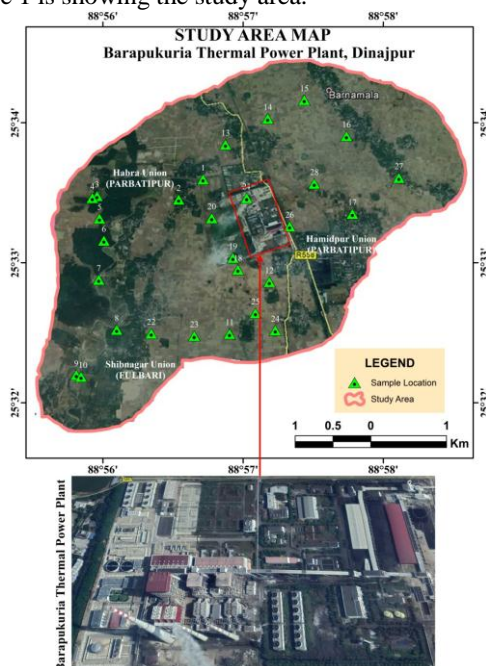 e 1 is showing the study area.
88°56' 88°57' 88°58'
STUDY AREA MAP
Barapukuria Thermal Power Plant, Dinajpur
15
Barnamala
25°34' 14 25°34'
16
13
Habra Union
(PARBATIPUR)
1 28 27
4 3 2 21
5 20 26 17
6 Hamidpur Union
(PARBATIPUR)
25°33' 19 25°33'
18 R585
7 12
25
8 22 23 11 24
Shibnagar Union
(FULBARI)
9 10
LEGEND
Sample Location
Study Area
25°32' 25°32'
1 0.5 0 1
Km
88°56' 88°57' 88°58'
Barapukuria Thermal Power Plant